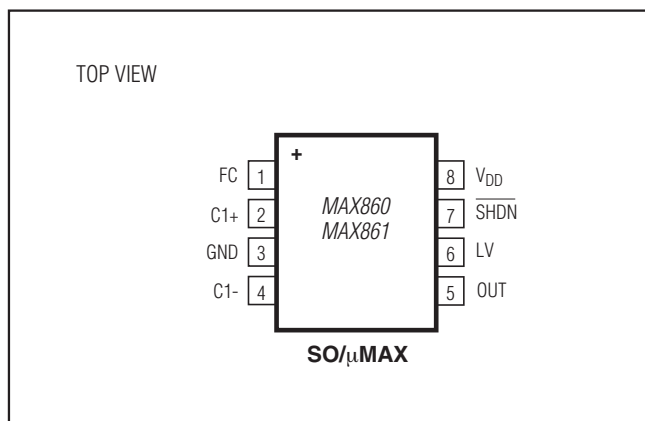 TOP VIEW
+
MAX860
MAX861
FC 1
C1+ 2
GND 3
C1- 4
8 VDD
7 SHDN
6 LV
5 OUT
SO/µMAX